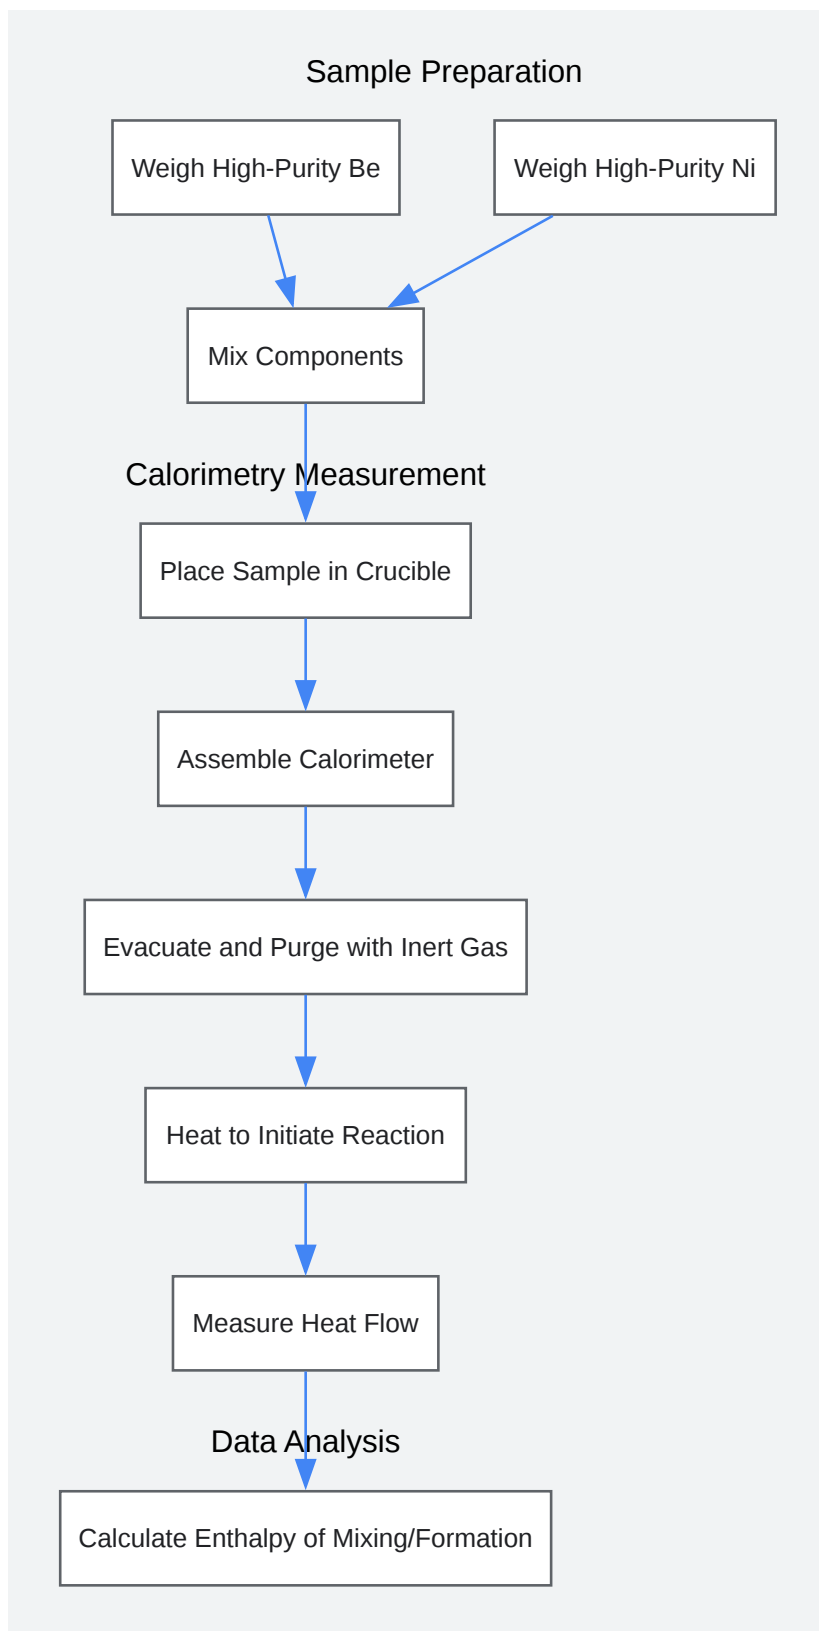 Sample Preparation
Weigh High-Purity Be
Weigh High-Purity Ni
Mix Components
Calorimetry Measurement
Place Sample in Crucible
Assemble Calorimeter
Evacuate and Purge with Inert Gas
Heat to Initiate Reaction
Measure Heat Flow
Data Analysis
Calculate Enthalpy of Mixing/Formation